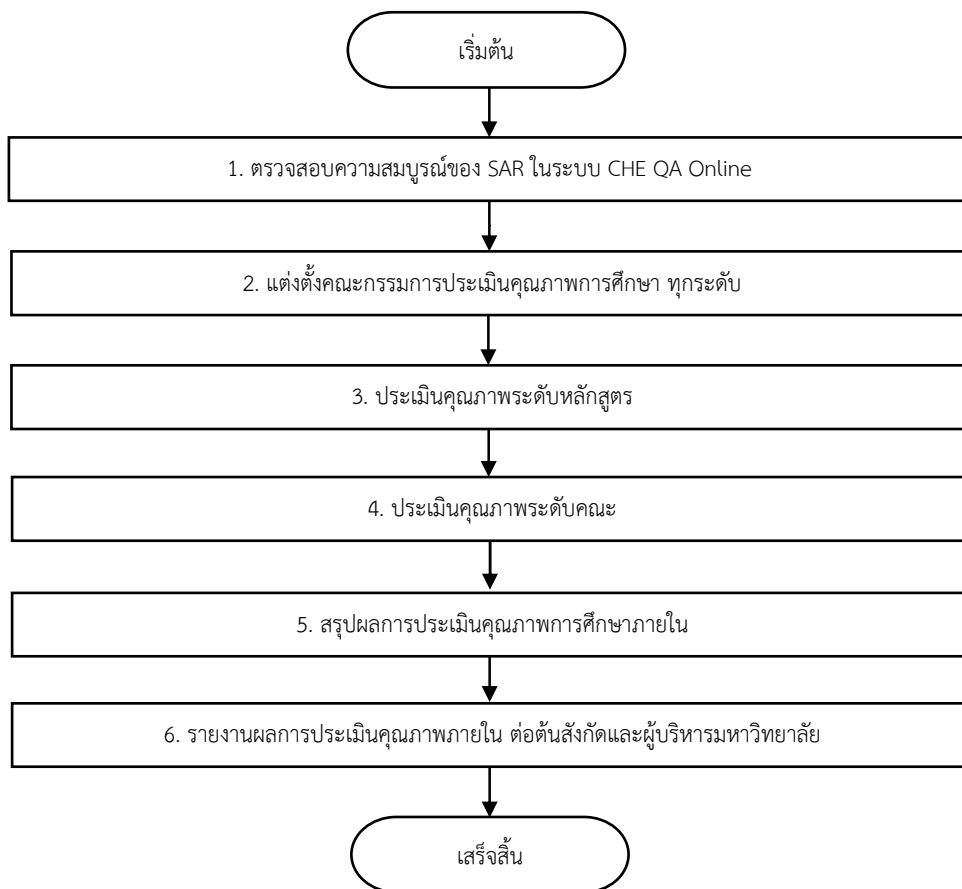 เริ่มต้น
1. ตรวจสอบความสมบูรณ์ของ SAR ในระบบ CHE QA Online
2. แต่งตั้งคณะกรรมการประเมินคุณภาพการศึกษา ทุกระดับ
3. ประเมินคุณภาพระดับหลักสูตร
4. ประเมินคุณภาพระดับคณะ
5. สรุปผลการประเมินคุณภาพการศึกษาภายใน
6. รายงานผลการประเมินคุณภาพภายใน ต่อต้นสังกัดและผู้บริหารมหาวิทยาลัย
เสร็จสิ้น